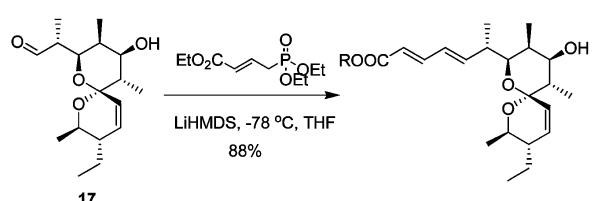 O
OH
O
O
17
EtO₂C
O
P
OEt
OEt
LiHMDS, -78 °C, THF
88%
ROOC
OH
O
O